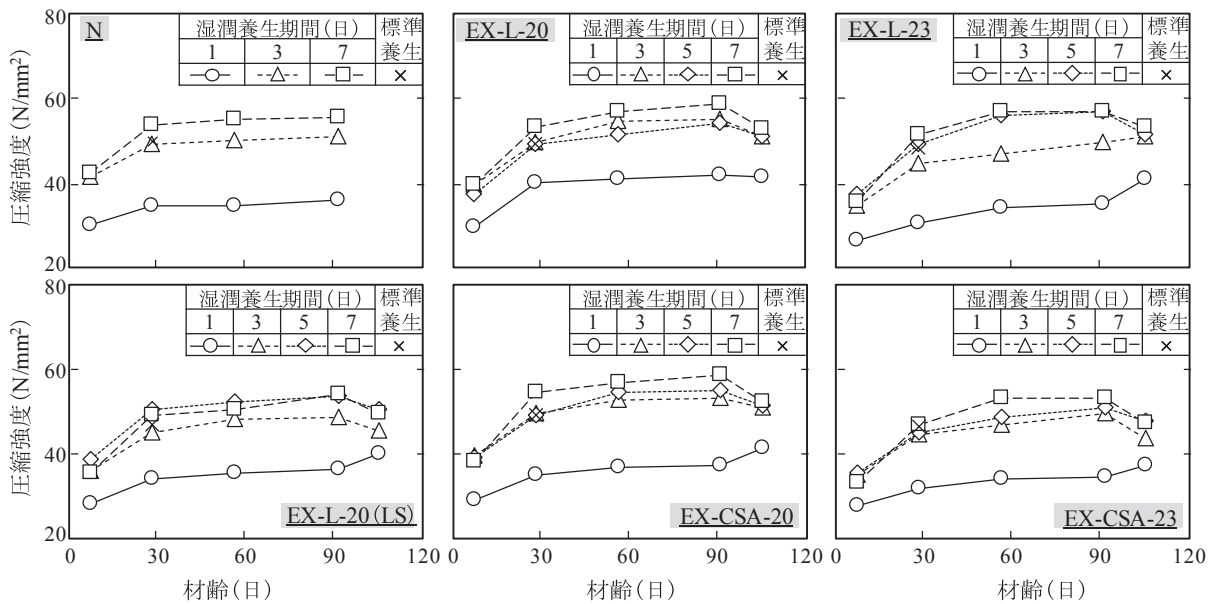 圧縮強度(N/mm²)
80
60
40
20
N
湿潤養生期間(日)
標準養生
1 3 7
EX-L-20
湿潤養生期間(日)
標準養生
1 3 5 7
EX-L-23
湿潤養生期間(日)
標準養生
1 3 5 7
圧縮強度(N/mm²)
80
60
40
20
湿潤養生期間(日)
標準養生
1 3 5 7
EX-L-20(LS)
湿潤養生期間(日)
標準養生
1 3 5 7
EX-CSA-20
湿潤養生期間(日)
標準養生
1 3 5 7
EX-CSA-23
0 30 60 90 120
0 30 60 90 120
0 30 60 90 120
材齢(日)
材齢(日)
材齢(日)